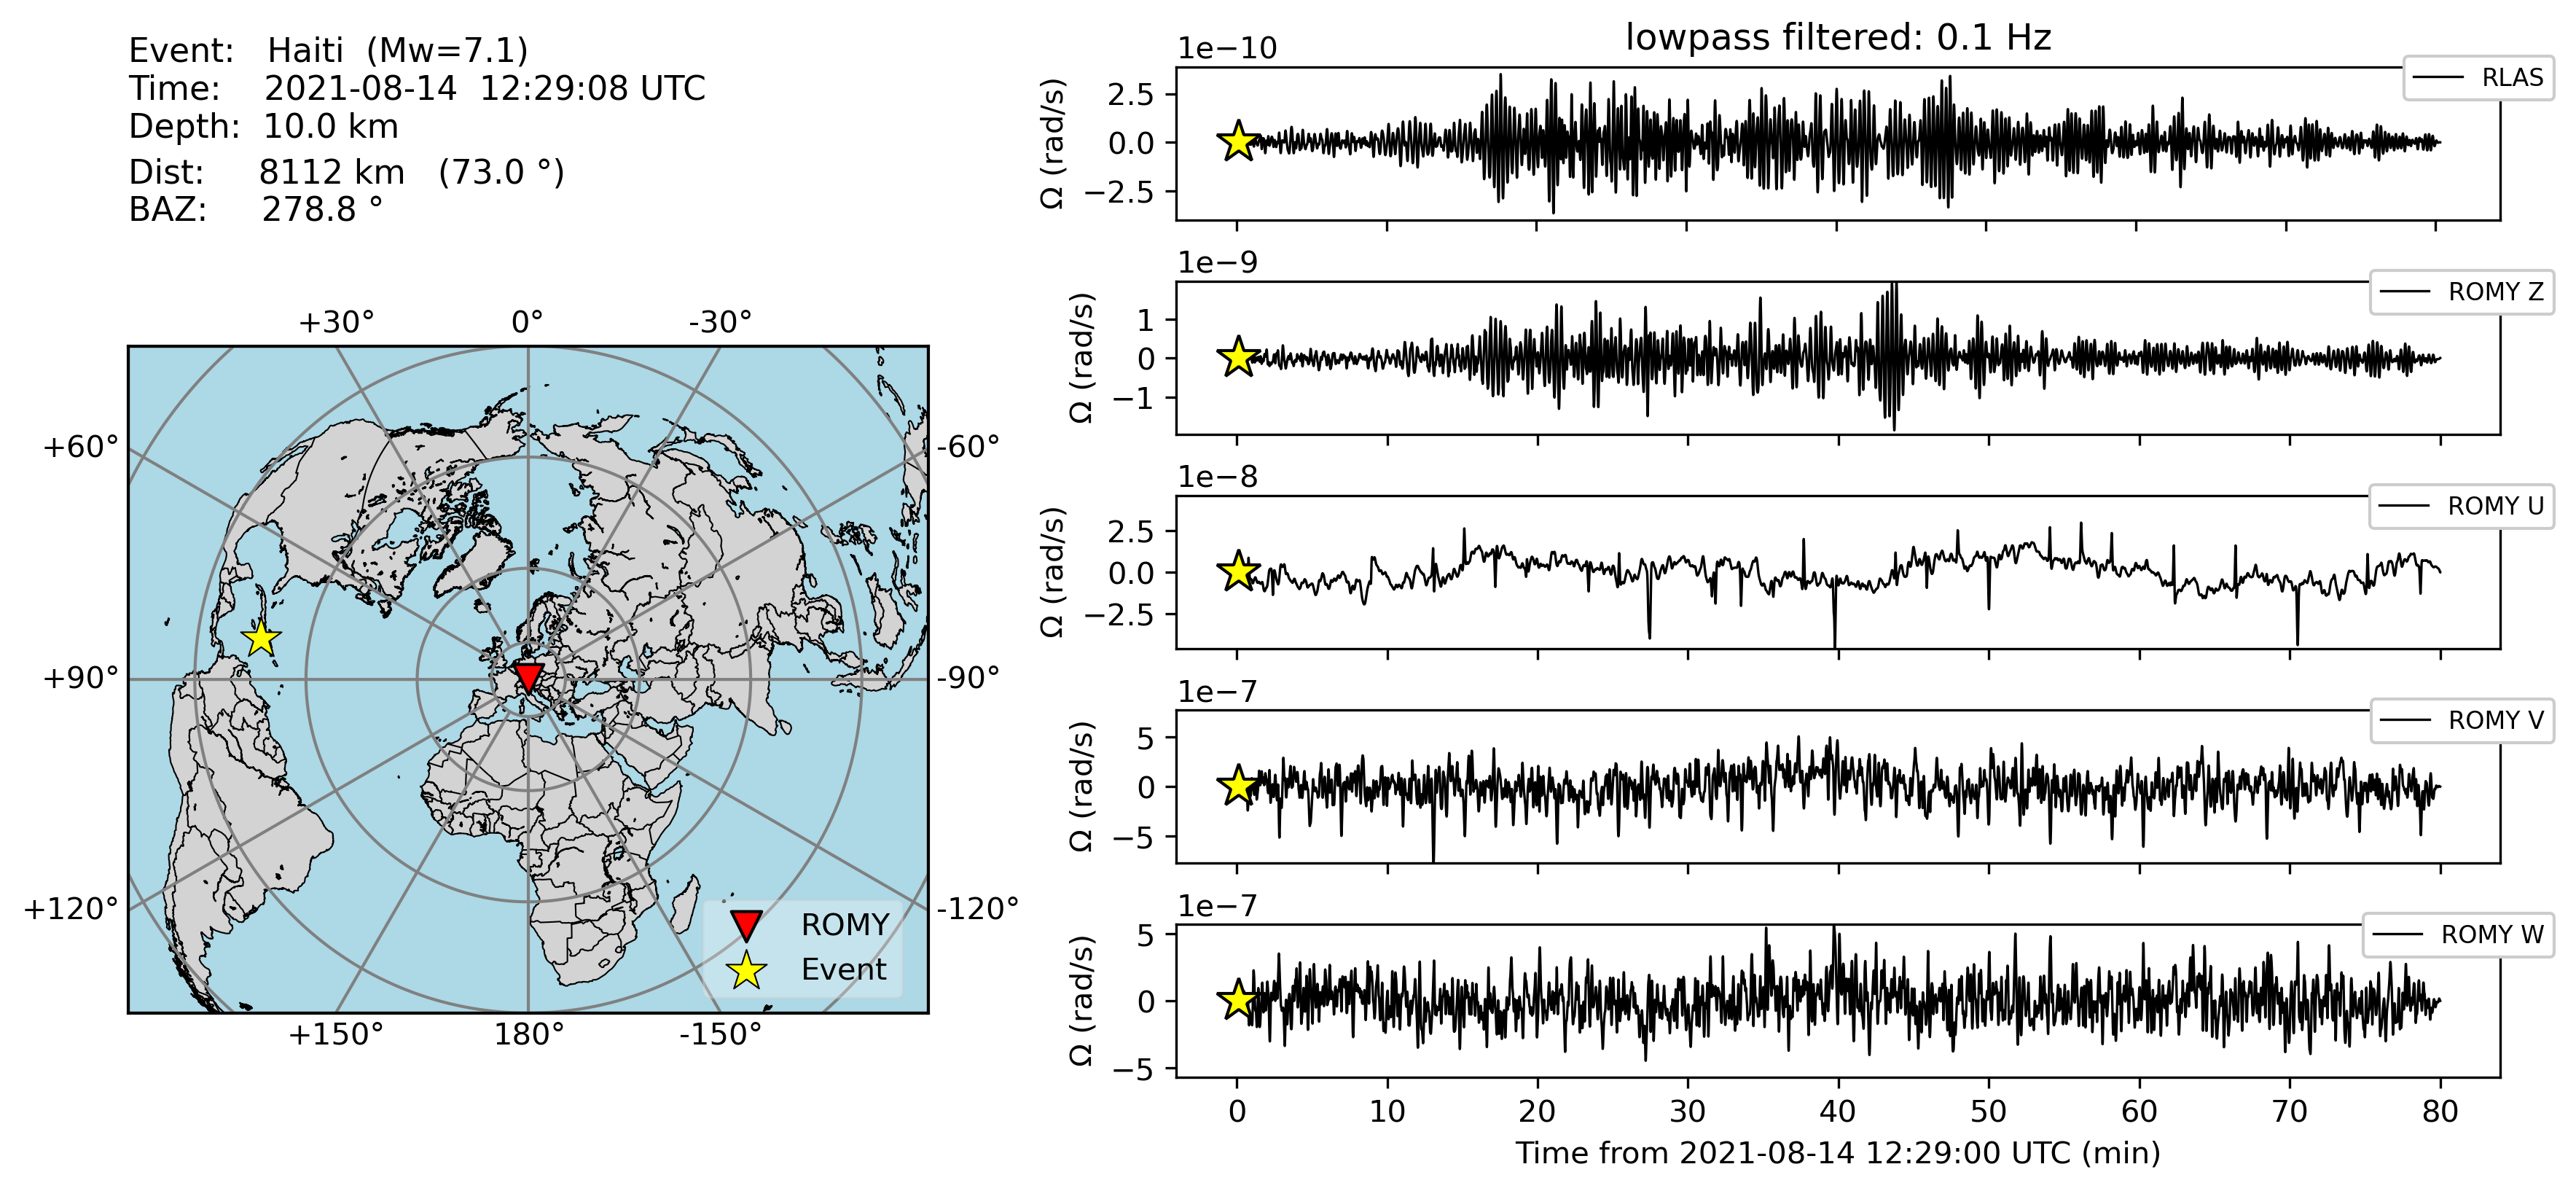 Event: Haiti (Mw=7.1)
Time: 2021-08-14 12:29:08 UTC
Depth: 10.0 km
Dist: 8112 km (73.0 °)
BAZ: 278.8 °
+30° 0° -30°
+60° -60°
+90° -90°
+120° -120°
+150° 180° -150°
ROMY
Event
lowpass filtered: 0.1 Hz
1e−10
Ω (rad/s)
2.5
0.0
−2.5
RLAS
1e−9
Ω (rad/s)
1
0
−1
ROMY Z
1e−8
Ω (rad/s)
2.5
0.0
−2.5
ROMY U
1e−7
Ω (rad/s)
5
0
−5
ROMY V
1e−7
Ω (rad/s)
5
0
−5
ROMY W
0 10 20 30 40 50 60 70 80
Time from 2021-08-14 12:29:00 UTC (min)